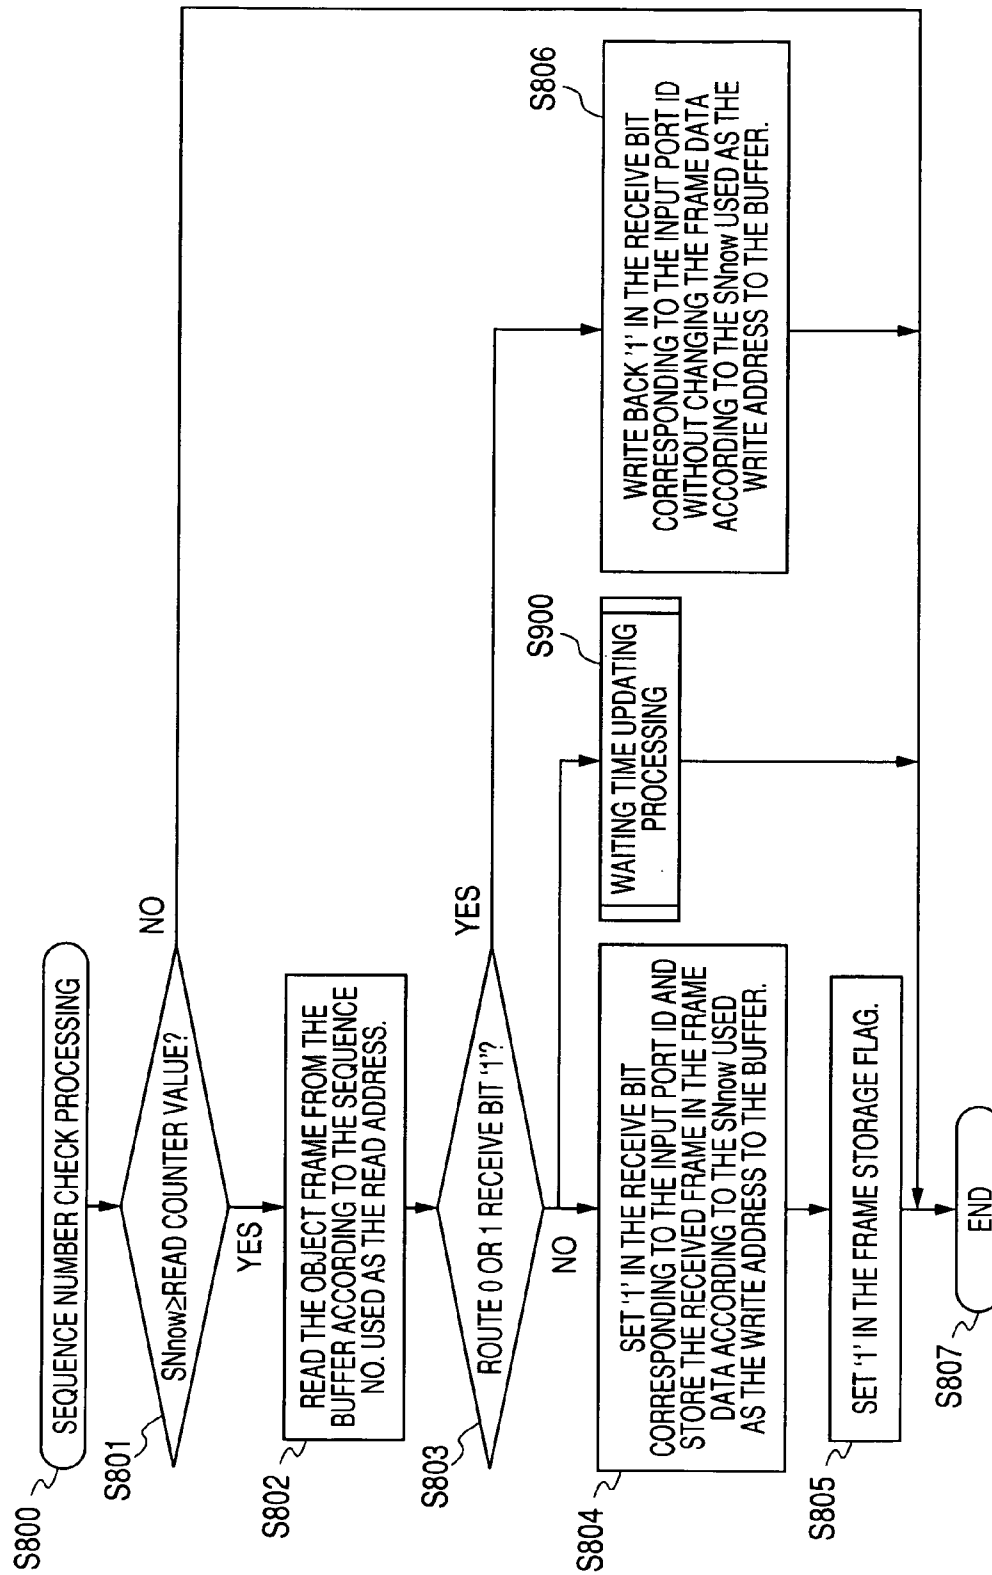 S800
SEQUENCE NUMBER CHECK PROCESSING
S801
SNnow≥READ COUNTER VALUE?
NO
YES
S802
READ THE OBJECT FRAME FROM THE
BUFFER ACCORDING TO THE SEQUENCE
NO. USED AS THE READ ADDRESS.
S803
ROUTE 0 OR 1 RECEIVE BIT '1'?
YES
NO
S804
SET '1' IN THE RECEIVE BIT
CORRESPONDING TO THE INPUT PORT ID AND
STORE THE RECEIVED FRAME IN THE FRAME
DATA ACCORDING TO THE SNnow USED
AS THE WRITE ADDRESS TO THE BUFFER.
S900
WAITING TIME UPDATING
PROCESSING
S806
WRITE BACK '1' IN THE RECEIVE BIT
CORRESPONDING TO THE INPUT PORT ID
WITHOUT CHANGING THE FRAME DATA
ACCORDING TO THE SNnow USED AS THE
WRITE ADDRESS TO THE BUFFER.
S805
SET '1' IN THE FRAME STORAGE FLAG.
S807
END